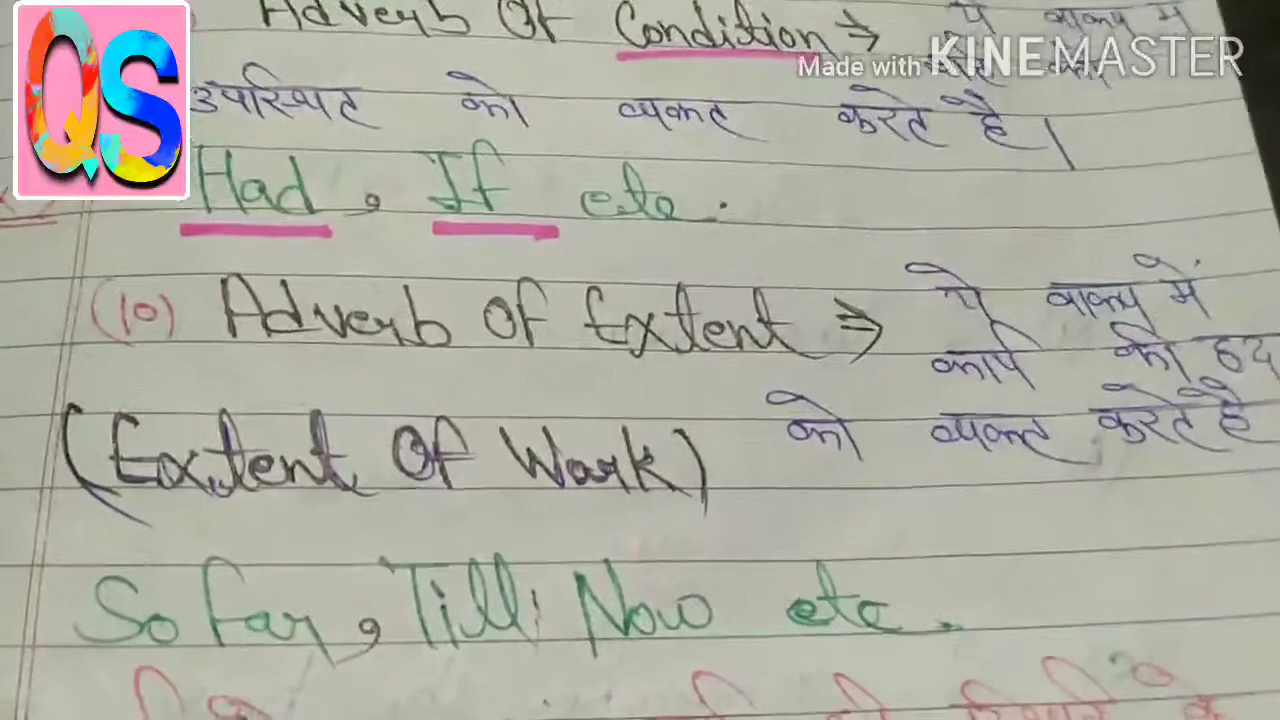 QS
Adverb Of Condition ⇒ ये वाक्य में
Made with KINEMASTER
उपस्थित को व्यक्त करते है।
Had, If etc.
(10) Adverb Of Extent ⇒ ये वाक्य में
कार्य की हद
(Extent Of Work) को व्यक्त करते है
So far, Till Now etc.